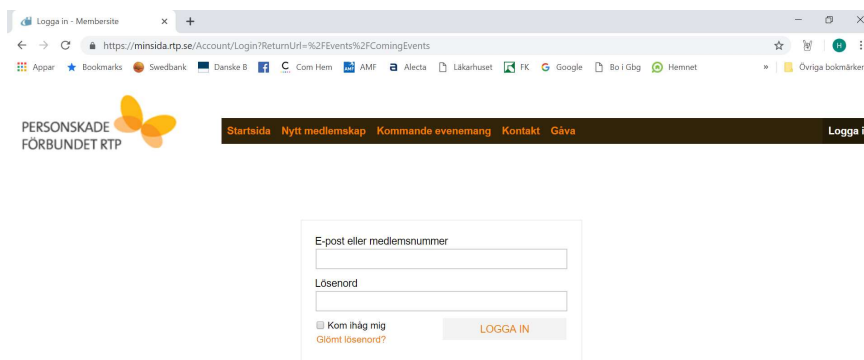 Logga in - Membersite
https://minsida.rtp.se/Account/Login?ReturnUrl=%2FEvents%2FComingEvents
H
Appar Bookmarks Swedbank Danske B Com Hem AMF Alecta Läkarhuset FK Google Bo i Gbg Hemnet » Övriga bokmärken
PERSONSKADE
FÖRBUNDET RTP
Startsida Nytt medlemskap Kommande evenemang Kontakt Gåva Logga i
E-post eller medlemsnummer
Lösenord
Kom ihåg mig
LOGGA IN
Glömt lösenord?